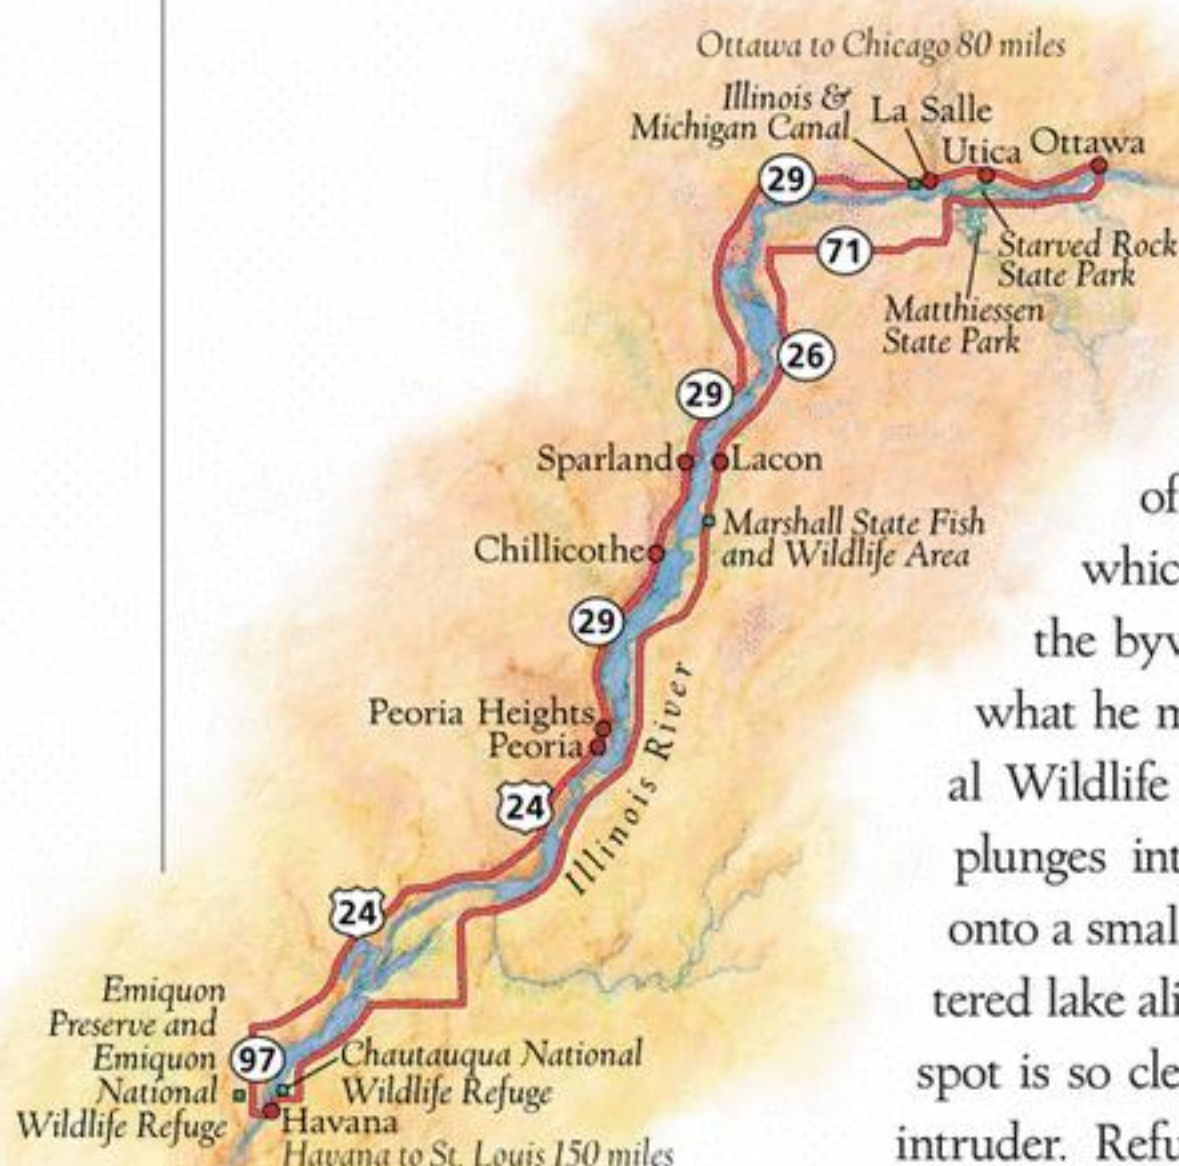 Ottawa to Chicago 80 miles
Illinois &
Michigan Canal
La Salle
Utica
Ottawa
29
71
Starved Rock
State Park
Matthiessen
State Park
26
29
Sparland
Lacon
Marshall State Fish
and Wildlife Area
Chillicothe
29
Peoria Heights
Peoria
Illinois River
24
24
Emiquon
Preserve and
Emiquon
National
Wildlife Refuge
97
Chautauqua National
Wildlife Refuge
Havana
Havana to St. Louis 150 miles
of
whic
the byw
what he m
al Wildlife
plunges int
onto a smal
tered lake ali
spot is so cle
intruder. Refu